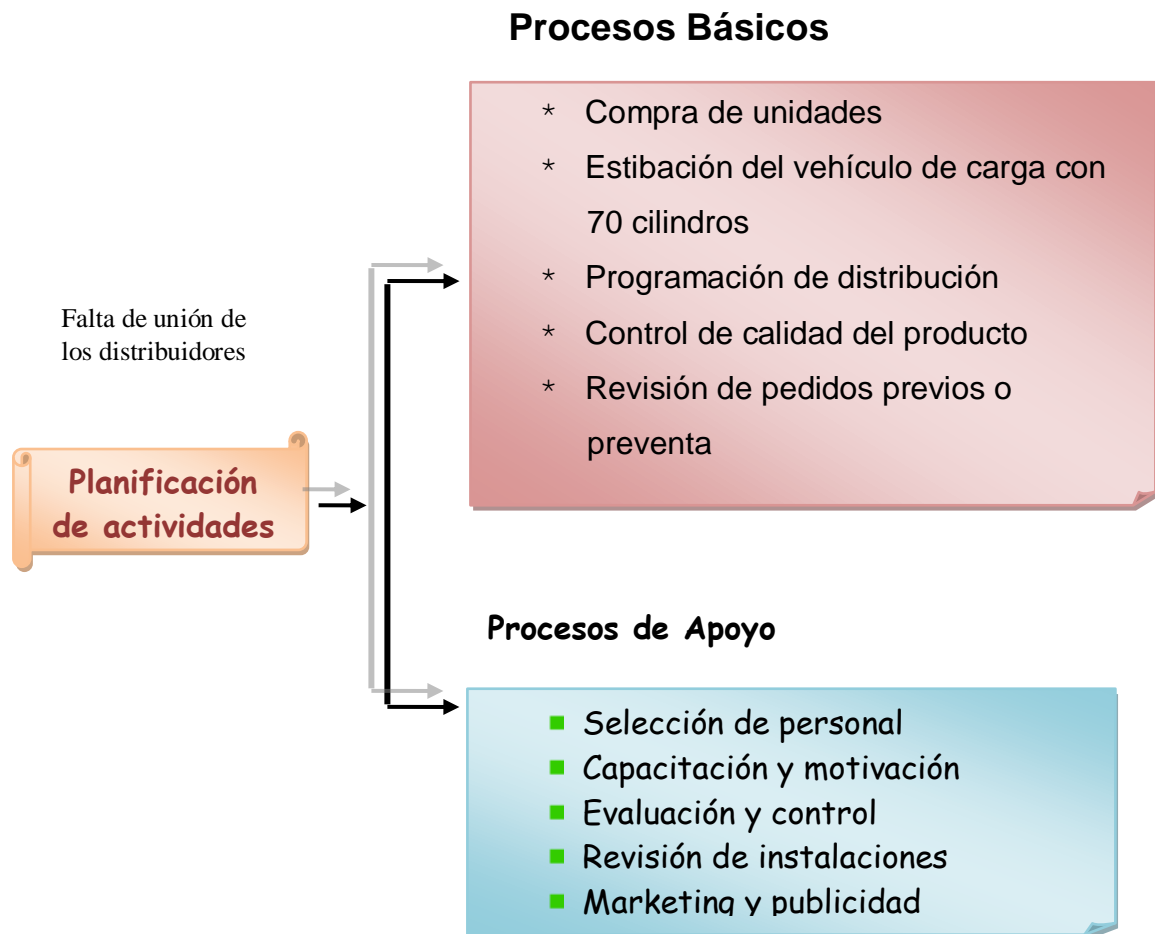 Procesos Básicos
* Compra de unidades
* Estibación del vehículo de carga con
70 cilindros
* Programación de distribución
* Control de calidad del producto
* Revisión de pedidos previos o
preventa
Falta de unión de
los distribuidores
Planificación
de actividades
Procesos de Apoyo
■ Selección de personal
■ Capacitación y motivación
■ Evaluación y control
■ Revisión de instalaciones
■ Marketing y publicidad